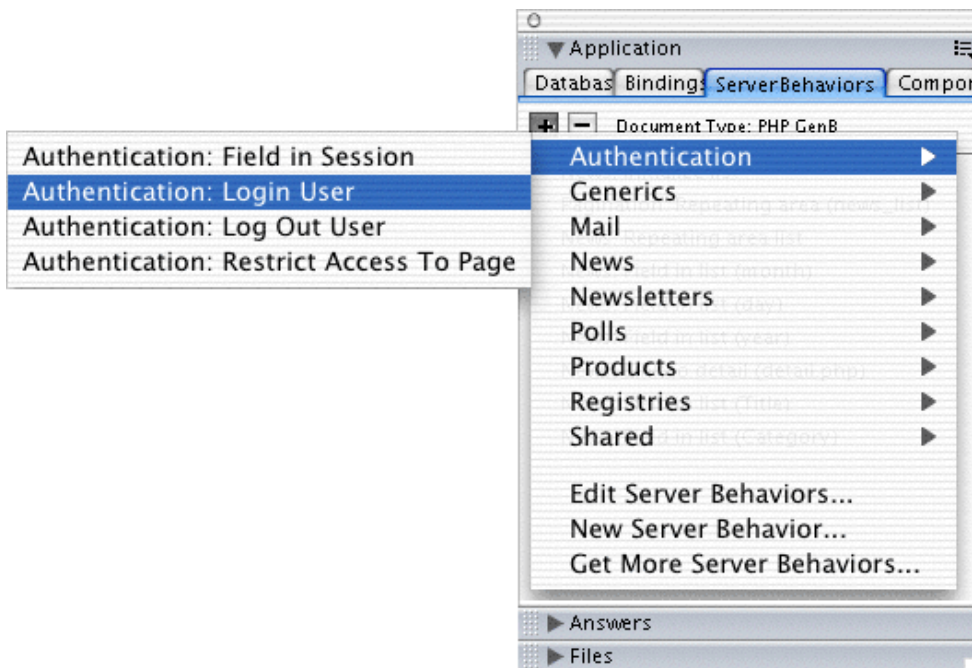 Application
Databas Bindings ServerBehaviors Compor
+ − Document Type: PHP GenB
Authentication: Field in Session
Authentication: Login User
Authentication: Log Out User
Authentication: Restrict Access To Page
Authentication
Generics
Mail
News
Newsletters
Polls
Products
Registries
Shared
Edit Server Behaviors...
New Server Behavior...
Get More Server Behaviors...
Answers
Files